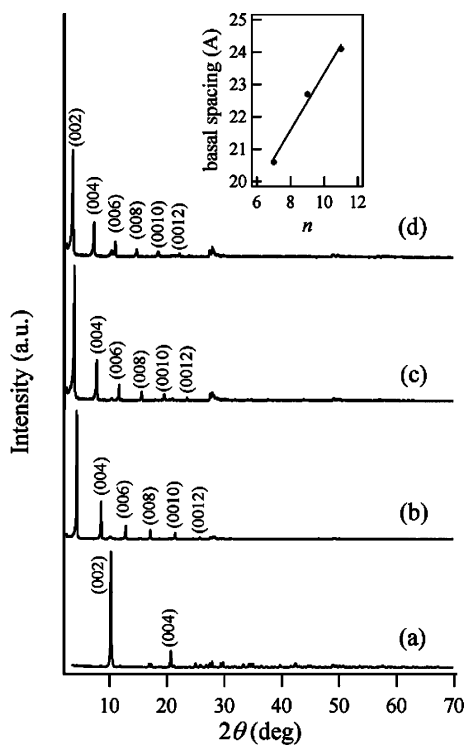 25
24
23
22
21
20
basal spacing (A)
6 8 10 12
n
(002)
(004)
(006)
(008)
(0010)
(0012)
(d)
(004)
(006)
(008)
(0010)
(0012)
(c)
(004)
(006)
(008)
(0010)
(0012)
(b)
(002)
(004)
(a)
Intensity (a.u.)
10 20 30 40 50 60 70
2θ (deg)